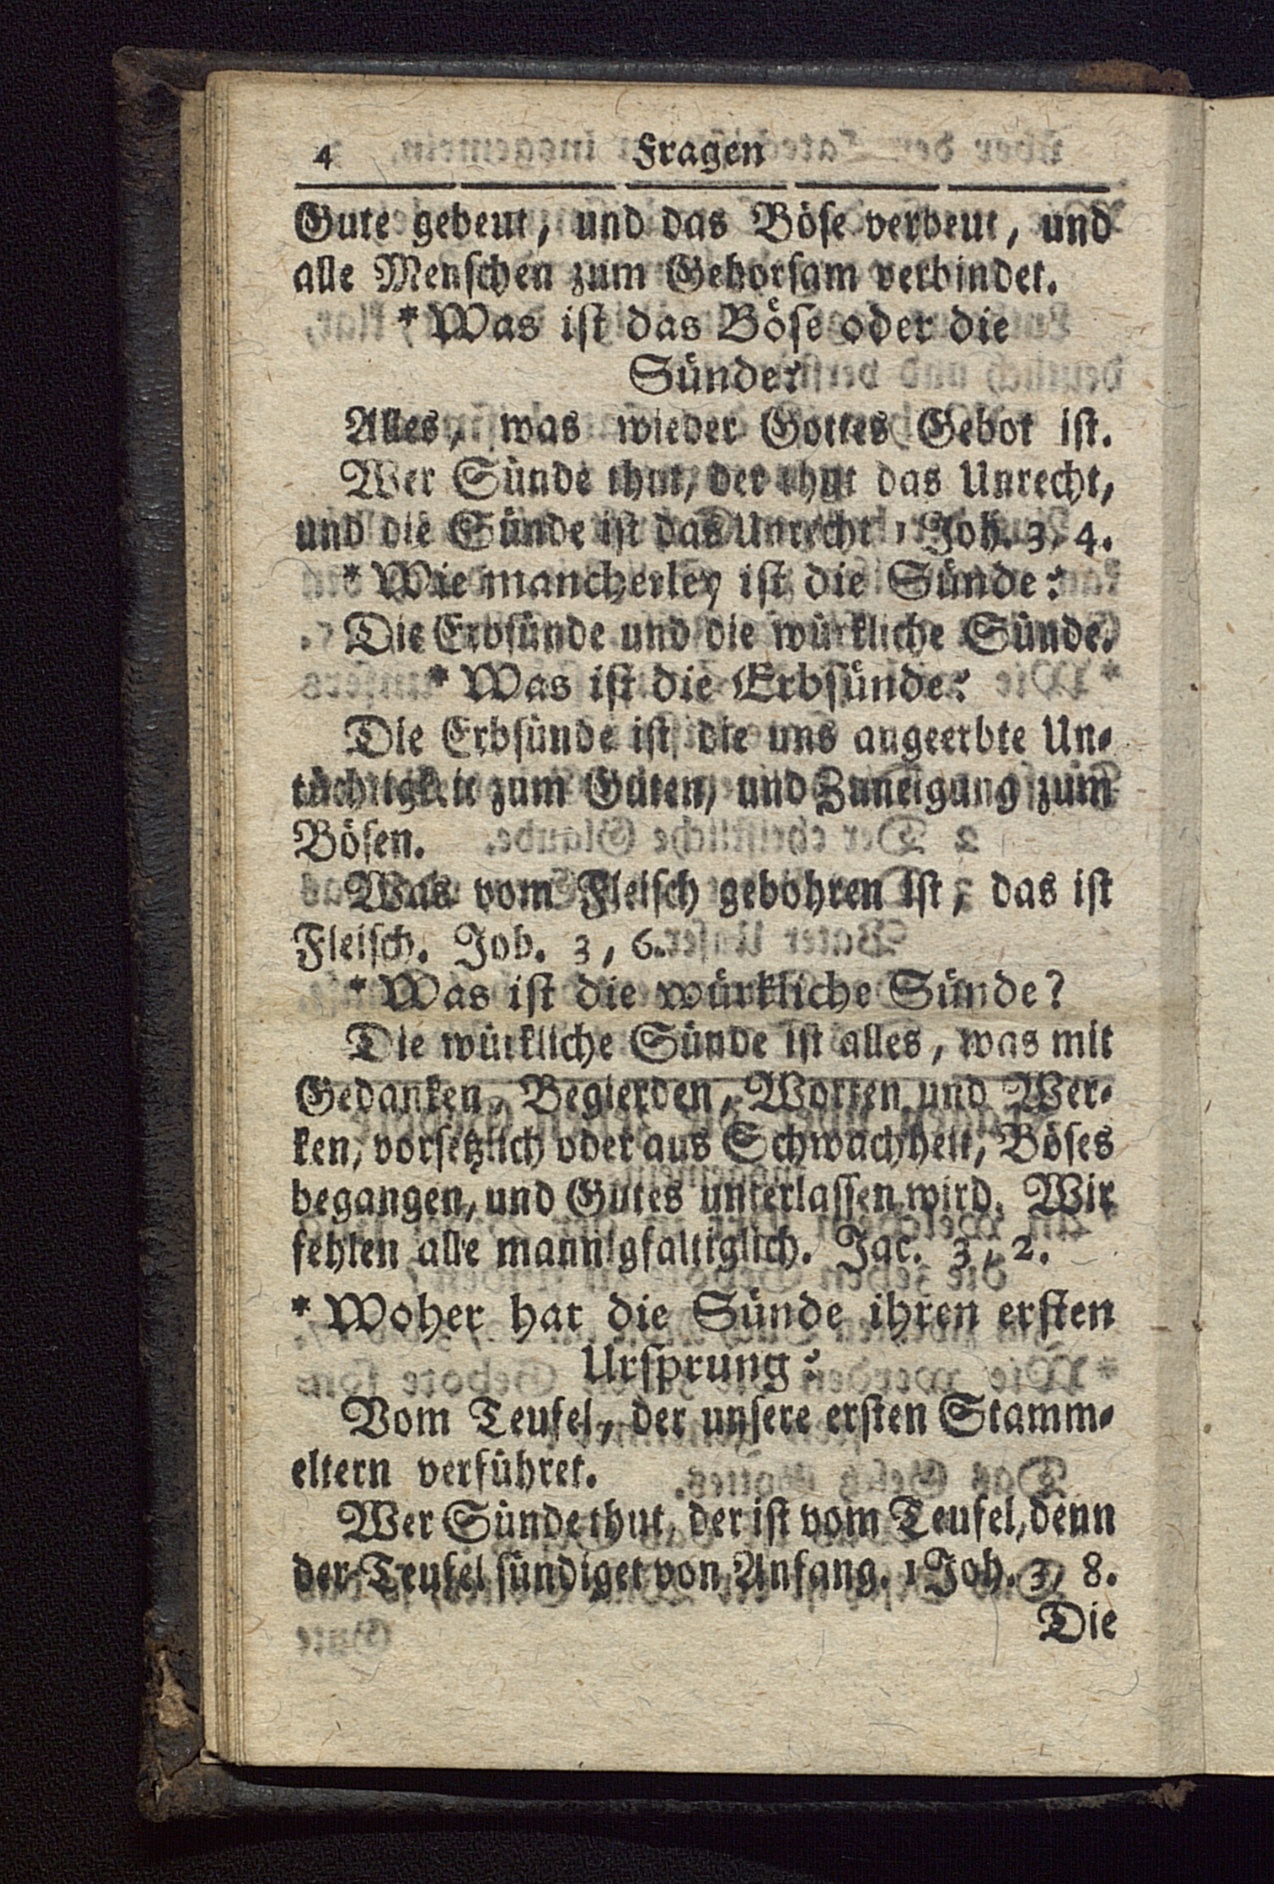 4 Fragen
Gute gebeut, und das Böse verbeut, und
alle Menschen zum Gehorsam verbindet.
* Was ist das Böse oder die
Sünde?
Alles, was wieder Gottes Gebot ist.
Wer Sünde thut, der thut das Unrecht,
und die Sünde ist das Unrecht 1 Joh. 3, 4.
* Wie mancherley ist die Sünde?
Die Erbsünde und die würkliche Sünde.
* Was ist die Erbsünde?
Die Erbsünde ist die uns angeerbte Un-
tüchtigkeit zum Guten, und Zuneigung zum
Bösen.
Was vom Fleisch gebohren ist, das ist
Fleisch. Joh. 3, 6.
* Was ist die würkliche Sünde?
Die würkliche Sünde ist alles, was mit
Gedanken, Begierden, Worten und Wer-
ken, vorsetzlich oder aus Schwachheit, Böses
begangen, und Gutes unterlassen wird. Wir
fehlen alle mannigfaltiglich. Jac. 3, 2.
* Woher hat die Sünde ihren ersten
Ursprung?
Vom Teufel, der unsere ersten Stamm-
eltern verführet.
Wer Sünde thut, der ist vom Teufel, denn
der Teufel sündiget von Anfang. 1 Joh. 3, 8.
Die